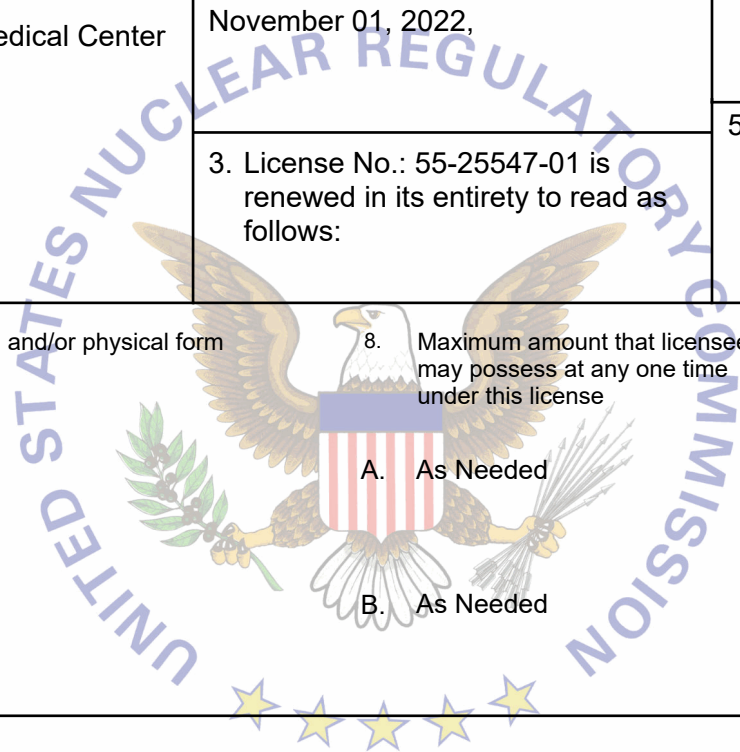 edical Center
November 01, 2022,
5
3. License No.: 55-25547-01 is
renewed in its entirety to read as
follows:
and/or physical form
8. Maximum amount that licensee
may possess at any one time
under this license
A. As Needed
B. As Needed
UNITED STATES NUCLEAR REGULATORY COMMISSION